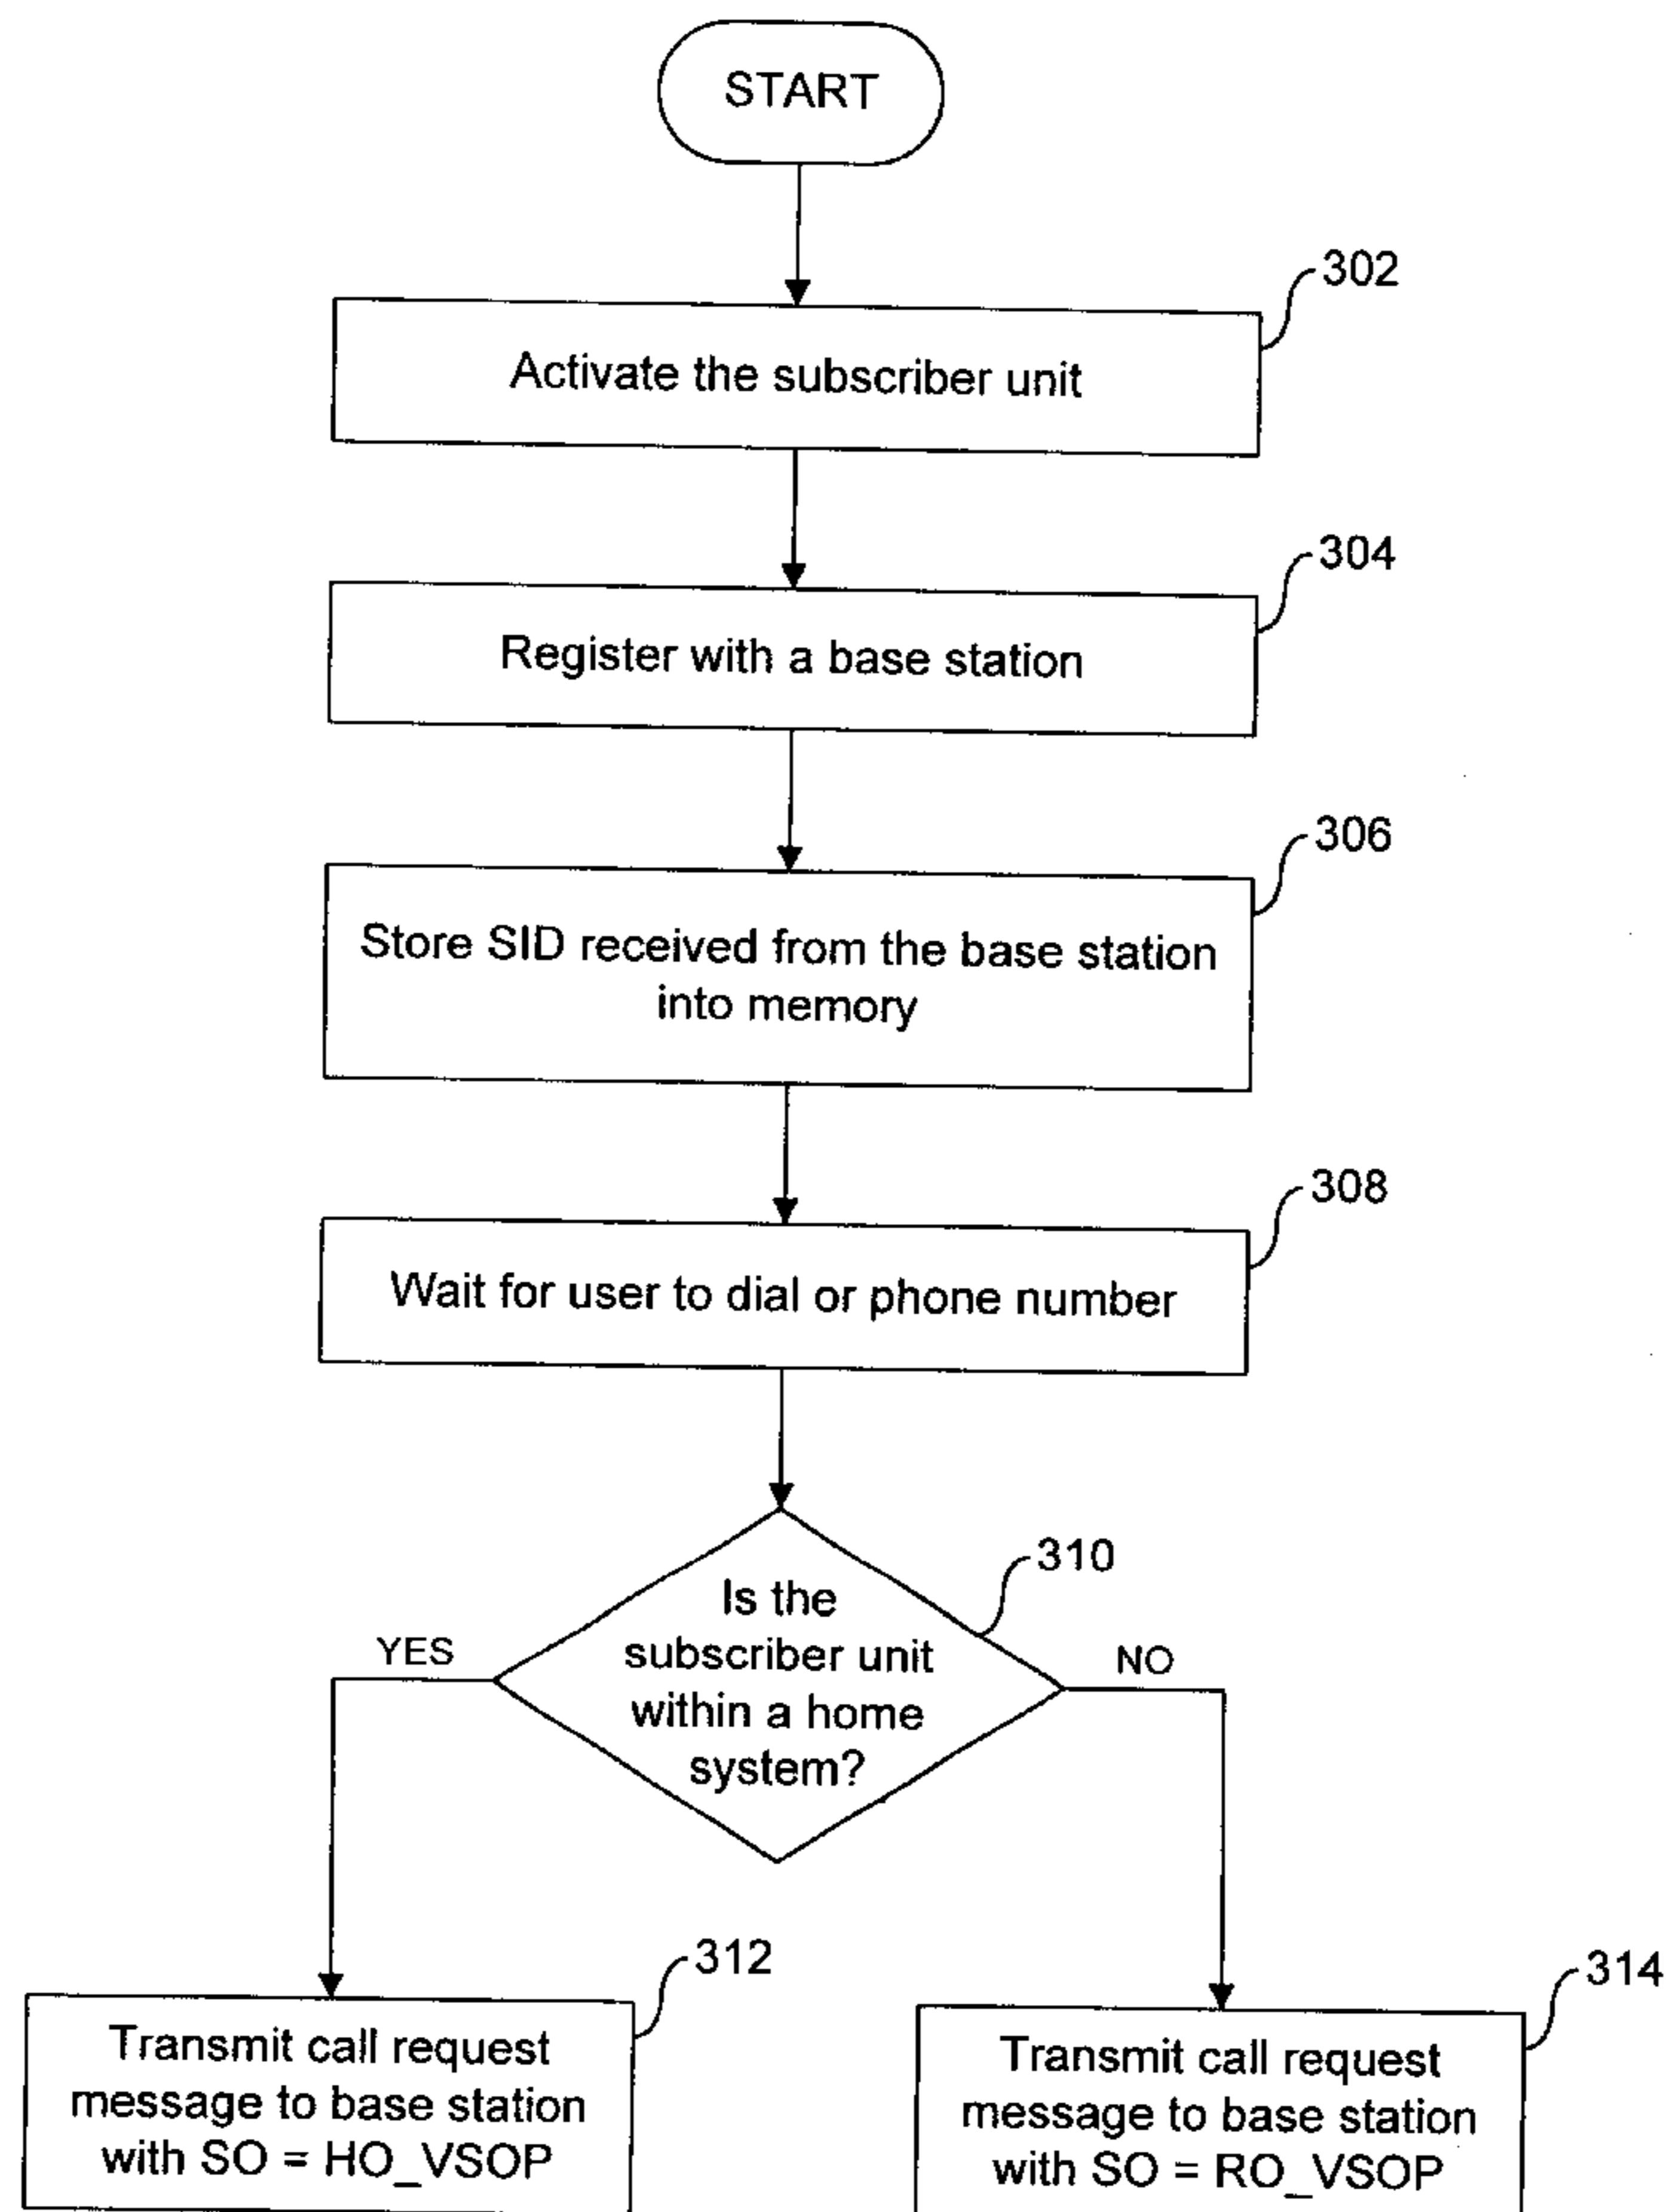 START
302
Activate the subscriber unit
304
Register with a base station
306
Store SID received from the base station
into memory
308
Wait for user to dial or phone number
310
Is the
subscriber unit
within a home
system?
YES
NO
312
Transmit call request
message to base station
with SO = HO_VSOP
314
Transmit call request
message to base station
with SO = RO_VSOP